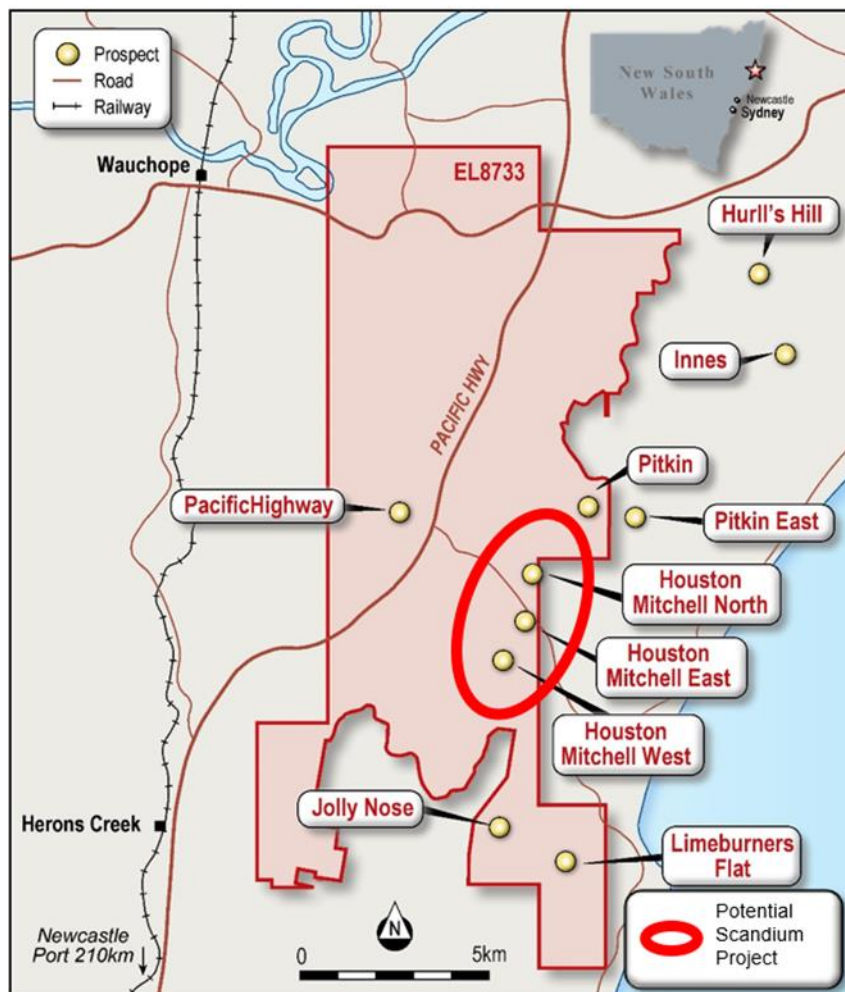 Prospect
Road
Railway
New South
Wales
Newcastle
Sydney
Wauchope
EL8733
Hurll's Hill
Innes
PACIFIC HWY
Pitkin
PacificHighway
Pitkin East
Houston
Mitchell North
Houston
Mitchell East
Houston
Mitchell West
Jolly Nose
Herons Creek
Limeburners
Flat
Newcastle
Port 210km
N
0 5km
Potential
Scandium
Project